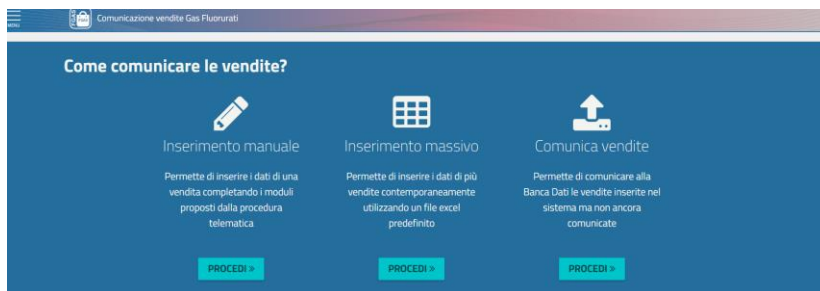 MENU
FGAS
Comunicazione vendite Gas Fluorurati
Come comunicare le vendite?
Inserimento manuale
Permette di inserire i dati di una
vendita completando i moduli
proposti dalla procedura
telematica
PROCEDI »
Inserimento massivo
Permette di inserire i dati di più
vendite contemporaneamente
utilizzando un file excel
predefinito
PROCEDI »
Comunica vendite
Permette di comunicare alla
Banca Dati le vendite inserite nel
sistema ma non ancora
comunicate
PROCEDI »